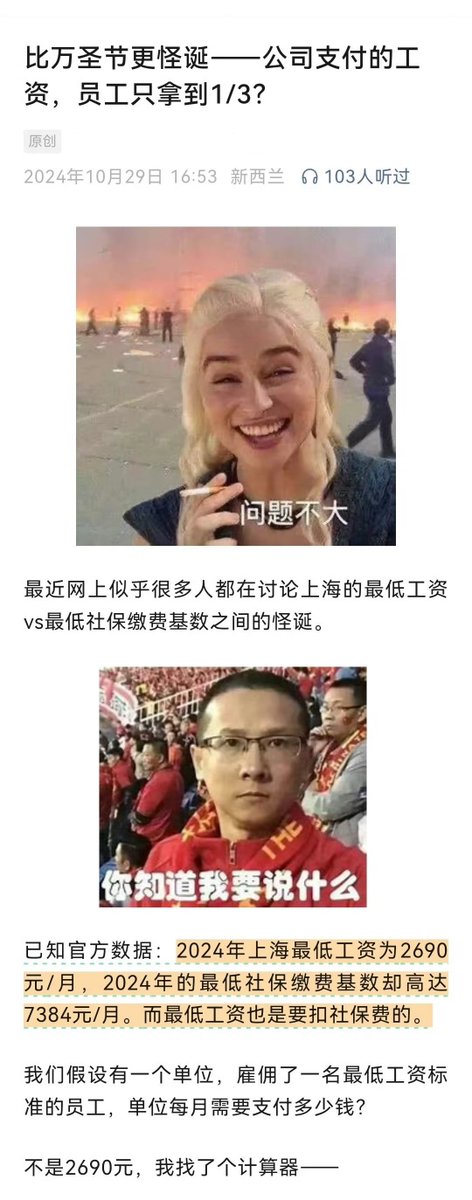 比万圣节更怪诞——公司支付的工
资，员工只拿到1/3？
原创
2024年10月29日 16:53 新西兰 103人听过
问题不大
最近网上似乎很多人都在讨论上海的最低工资
vs最低社保缴费基数之间的怪诞。
你知道我要说什么
已知官方数据：2024年上海最低工资为2690
元/月，2024年的最低社保缴费基数却高达
7384元/月。而最低工资也是要扣社保费的。
我们假设有一个单位，雇佣了一名最低工资标
准的员工，单位每月需要支付多少钱？
不是2690元，我找了个计算器——